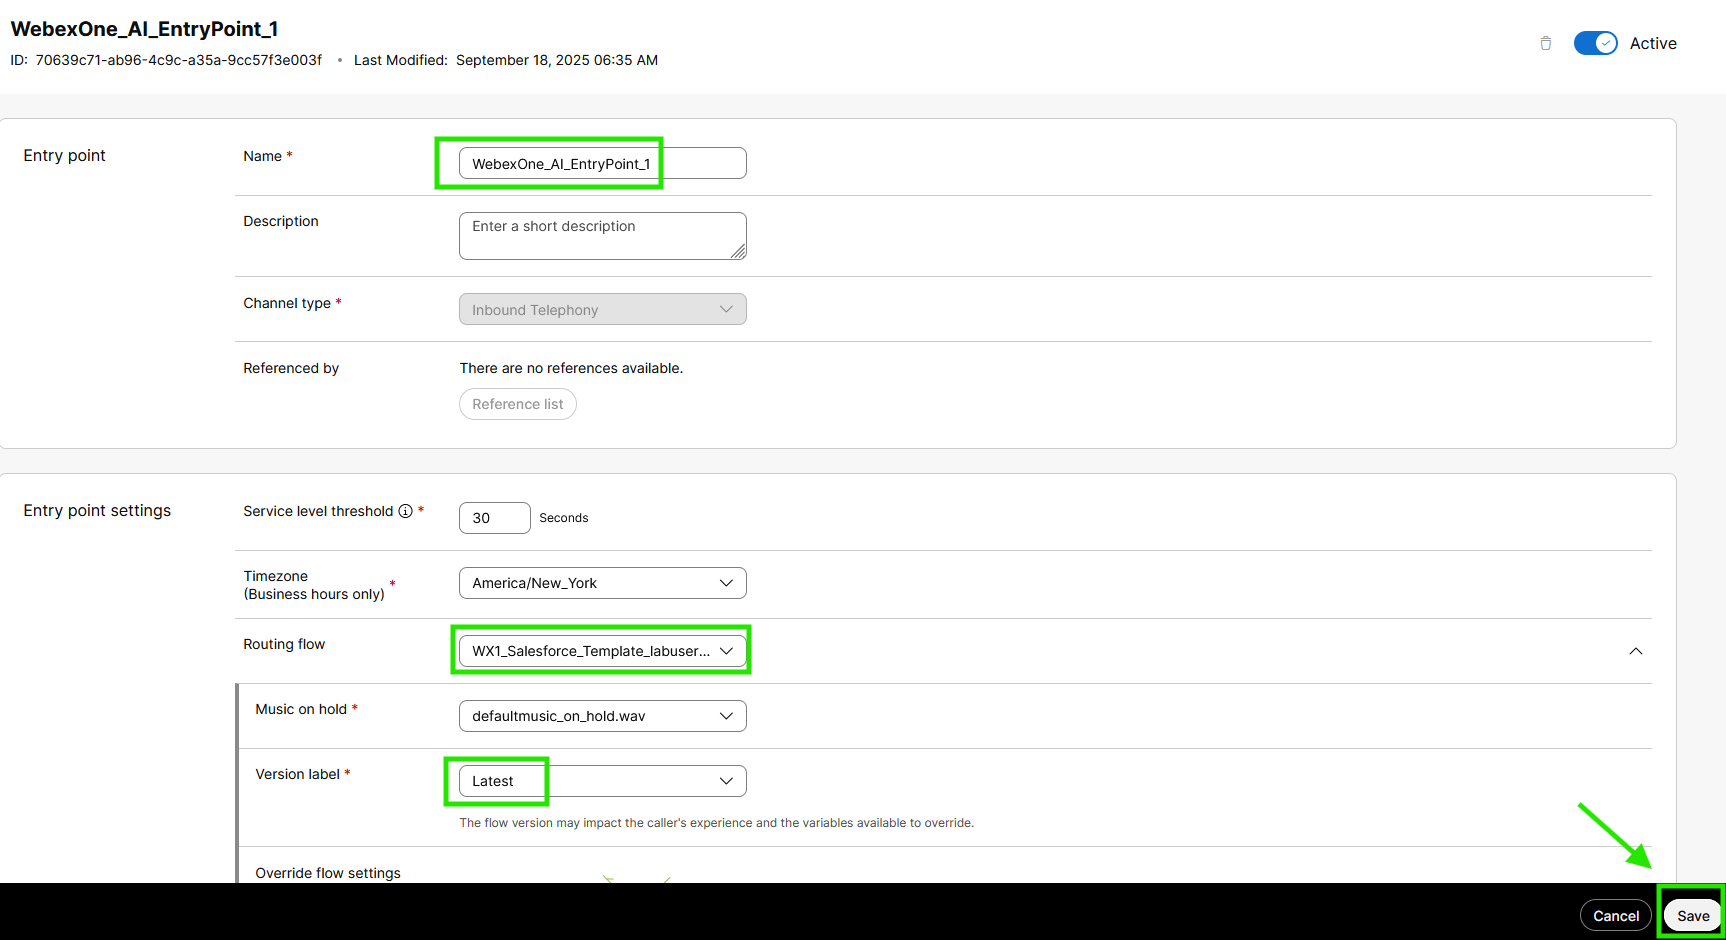 WebexOne_AI_EntryPoint_1
ID: 70639c71-ab96-4c9c-a35a-9cc57f3e003f • Last Modified: September 18, 2025 06:35 AM
Active
Entry point
Name *
WebexOne_AI_EntryPoint_1
Description
Enter a short description
Channel type *
Inbound Telephony
Referenced by
There are no references available.
Reference list
Entry point settings
Service level threshold *
30 Seconds
Timezone
(Business hours only) *
America/New_York
Routing flow
WX1_Salesforce_Template_labuser...
Music on hold *
defaultmusic_on_hold.wav
Version label *
Latest
The flow version may impact the caller's experience and the variables available to override.
Override flow settings
Cancel
Save